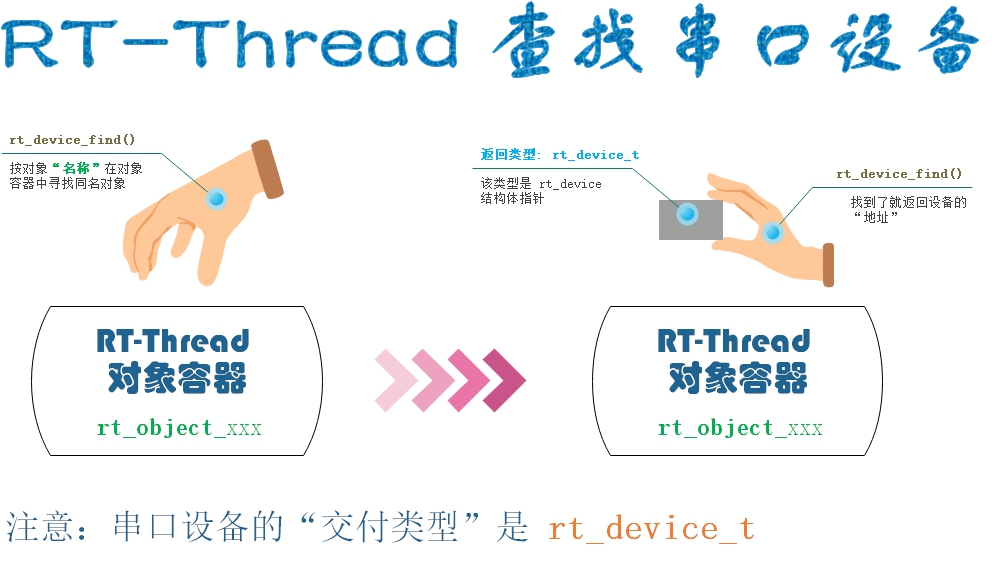 RT-Thread 查找串口设备
rt_device_find()
按对象“名称”在对象
容器中寻找同名对象
返回类型: rt_device_t
该类型是 rt_device
结构体指针
rt_device_find()
找到了就返回设备的
“地址”
RT-Thread
对象容器
rt_object_xxx
RT-Thread
对象容器
rt_object_xxx
注意: 串口设备的“交付类型”是 rt_device_t